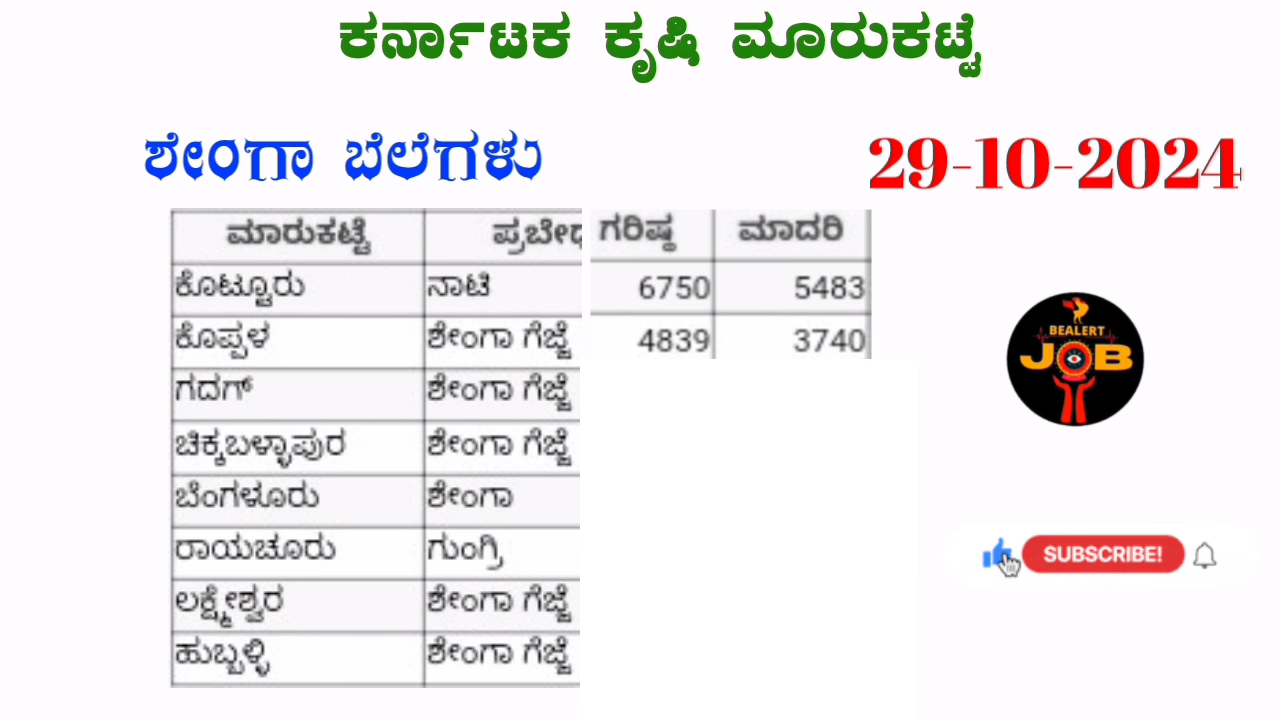 ಕರ್ನಾಟಕ ಕೃಷಿ ಮಾರುಕಟ್ಟೆ
ಶೇಂಗಾ ಬೆಲೆಗಳು 29-10-2024
ಮಾರುಕಟ್ಟೆ ಗರಿಷ್ಠ ಮಾದರಿ
ಕೊಟ್ಟೂರು ನಾಟಿ 6750 5483
ಕೊಪ್ಪಳ ಶೇಂಗಾ ಗೆಜ್ಜೆ 4839 3740
ಗದಗ್ ಶೇಂಗಾ ಗೆಜ್ಜೆ
ಚಿಕ್ಕಬಳ್ಳಾಪುರ ಶೇಂಗಾ ಗೆಜ್ಜೆ
ಬೆಂಗಳೂರು ಶೇಂಗಾ
ರಾಯಚೂರು ಗುಂಗ್ರಿ
ಲಕ್ಷ್ಮೇಶ್ವರ ಶೇಂಗಾ ಗೆಜ್ಜೆ
ಹುಬ್ಬಳ್ಳಿ ಶೇಂಗಾ ಗೆಜ್ಜೆ
BEALERT
JOB
SUBSCRIBE!